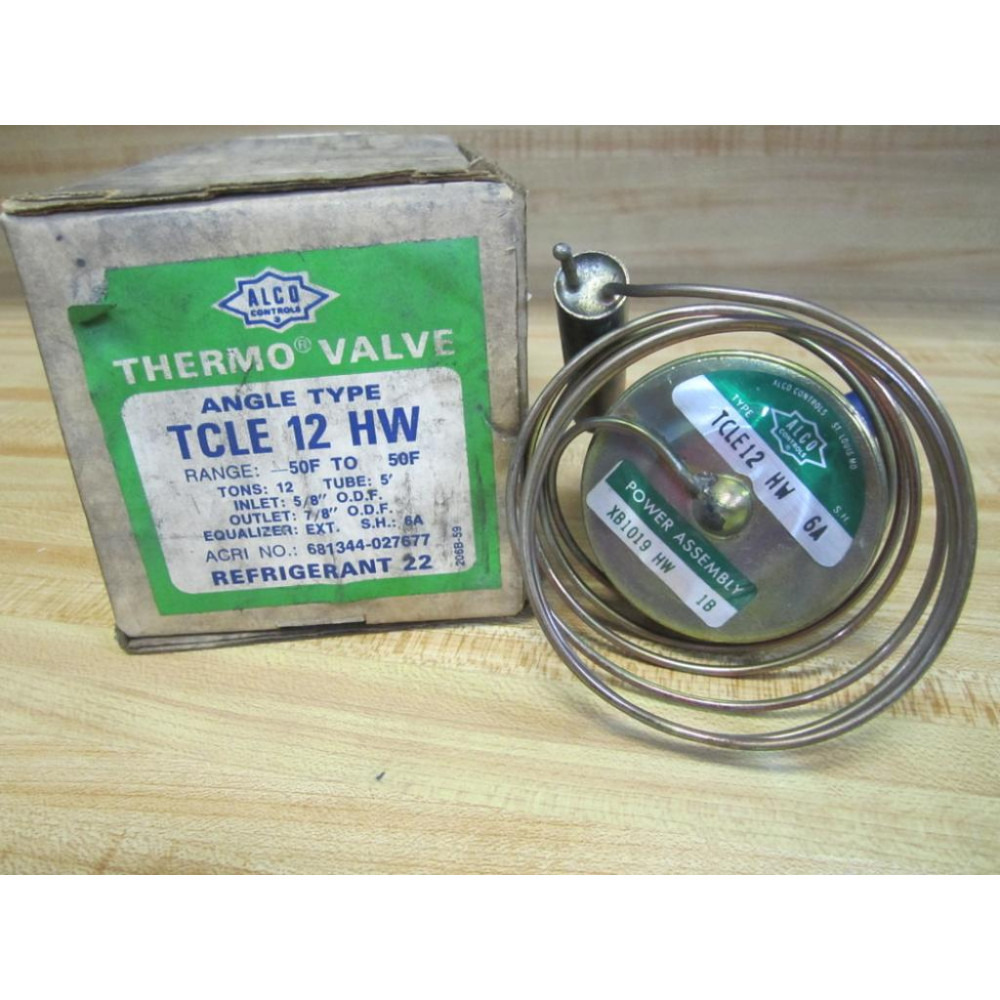 ALCO
CONTROLS
THERMO® VALVE
ANGLE TYPE
TCLE 12 HW
RANGE: -50F TO 50F
TONS: 12 TUBE: 5'
INLET: 5/8" O.D.F.
OUTLET: 7/8" O.D.F.
EQUALIZER: EXT. S.H.: 6A
ACRI NO.: 681344-027677
REFRIGERANT 22
206B-59
ALCO CONTROLS ST. LOUIS MO.
ALCO
CONTROLS
TYPE S.H.
TCLE12 HW 6A
POWER ASSEMBLY
XB1019 HW 1B